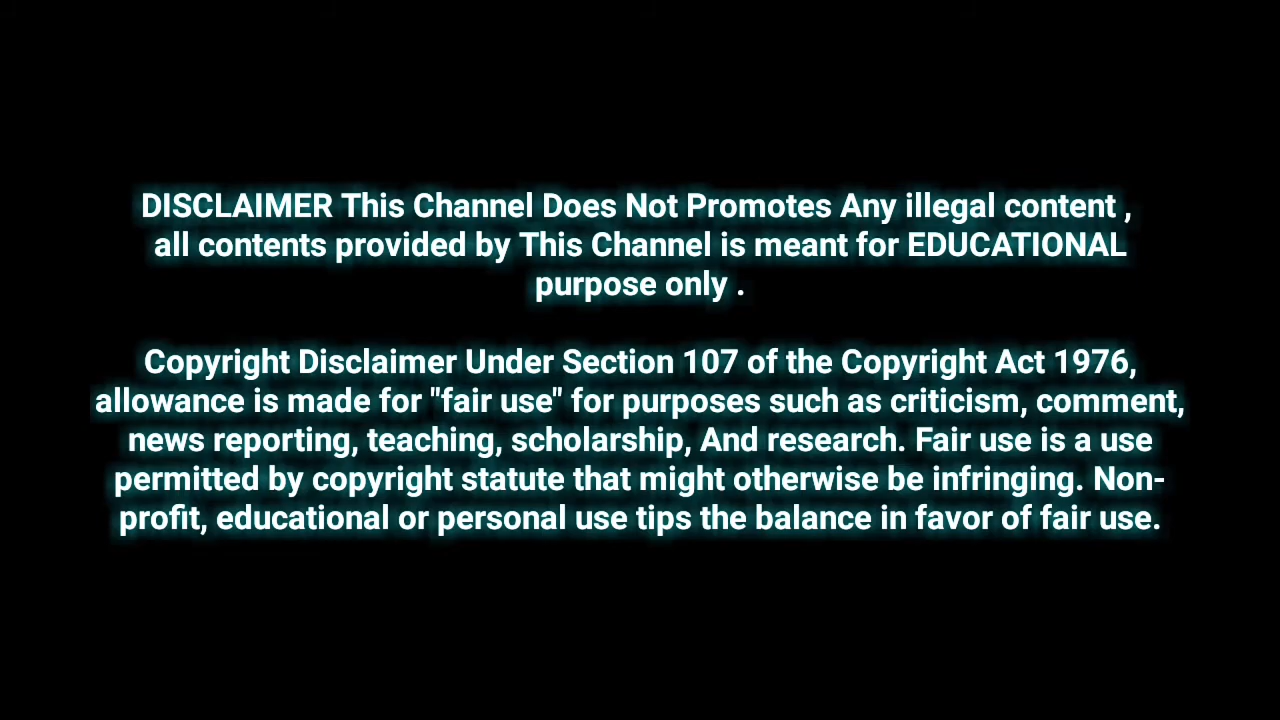 DISCLAIMER This Channel Does Not Promotes Any illegal content ,
all contents provided by This Channel is meant for EDUCATIONAL
purpose only .
Copyright Disclaimer Under Section 107 of the Copyright Act 1976,
allowance is made for "fair use" for purposes such as criticism, comment,
news reporting, teaching, scholarship, And research. Fair use is a use
permitted by copyright statute that might otherwise be infringing. Non-
profit, educational or personal use tips the balance in favor of fair use.